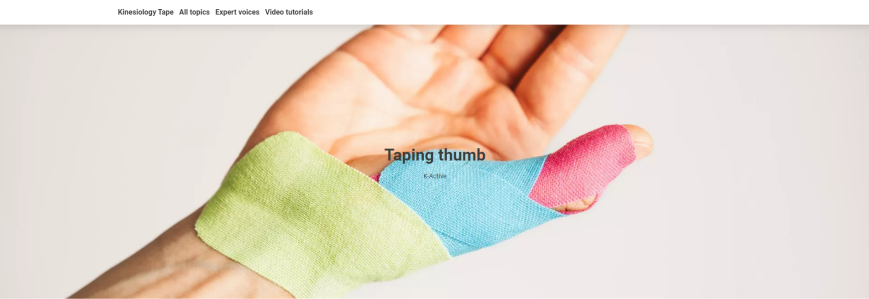 Kinesiology Tape All topics Expert voices Video tutorials
Taping thumb
K-Active